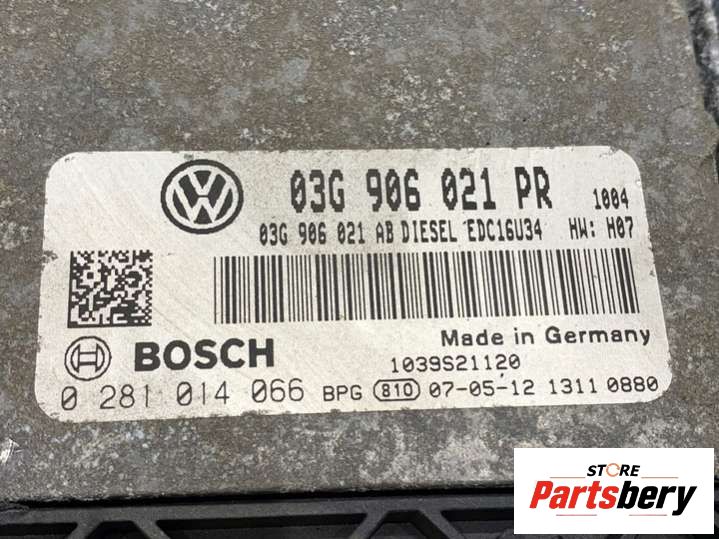 03G 906 021 PR 1004
03G 906 021 AB DIESEL EDC16U34 HW: H07
Made in Germany
BOSCH 1039S21120
0 281 014 066 BPG 810 07-05-12 1311 0880
STORE
Partsbery